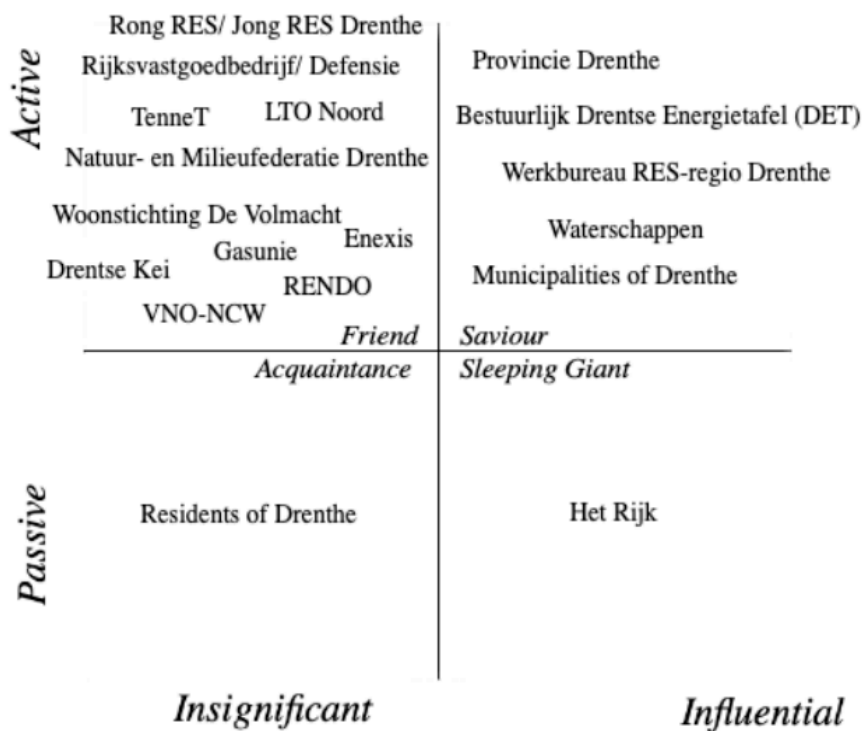 Rong RES/ Jong RES Drenthe
Rijksvastgoedbedrijf/ Defensie
TenneT
LTO Noord
Natuur- en Milieufederatie Drenthe
Woonstichting De Volmacht
Enexis
Gasunie
Drentse Kei
RENDO
VNO-NCW
Friend
Provincie Drenthe
Bestuurlijk Drentse Energietafel (DET)
Werkbureau RES-regio Drenthe
Waterschappen
Municipalities of Drenthe
Saviour
Acquaintance
Residents of Drenthe
Sleeping Giant
Het Rijk
Active
Passive
Insignificant
Influential